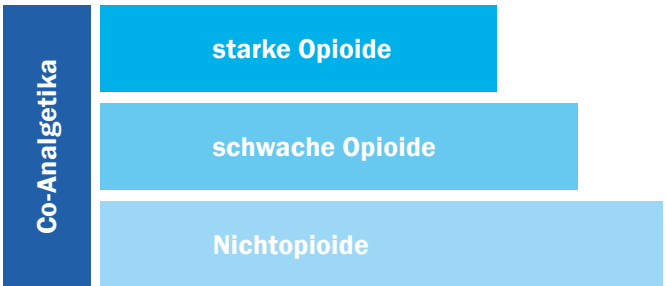 Co-Analgetika
starke Opioide
schwache Opioide
Nichtopioide